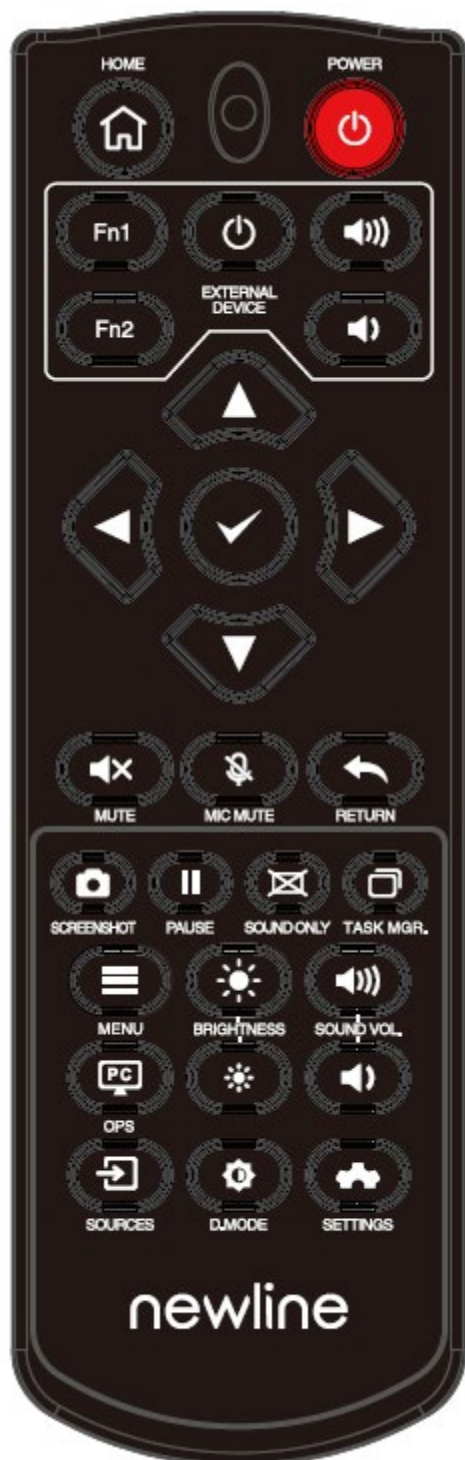 HOME POWER
Fn1
EXTERNAL
DEVICE
Fn2
MUTE MIC MUTE RETURN
SCREENSHOT PAUSE SOUND ONLY TASK MGR.
MENU BRIGHTNESS SOUND VOL.
PC
OPS
SOURCES D.MODE SETTINGS
newline